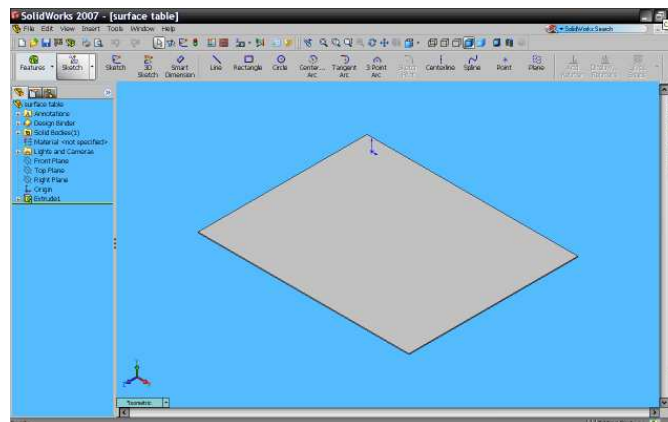 SolidWorks 2007 - [surface table]
File Edit View Insert Tools Window Help
SolidWorks Search
Features Sketch Sketch 3D Sketch Smart Dimension Line Rectangle Circle Center... Arc Tangent Arc 3 Point Arc Centerline Spline Point Plane
surface table
Annotations
Design Binder
Solid Bodies(1)
Material <not specified>
Lights and Cameras
Front Plane
Top Plane
Right Plane
Origin
Extrude1
*Isometric